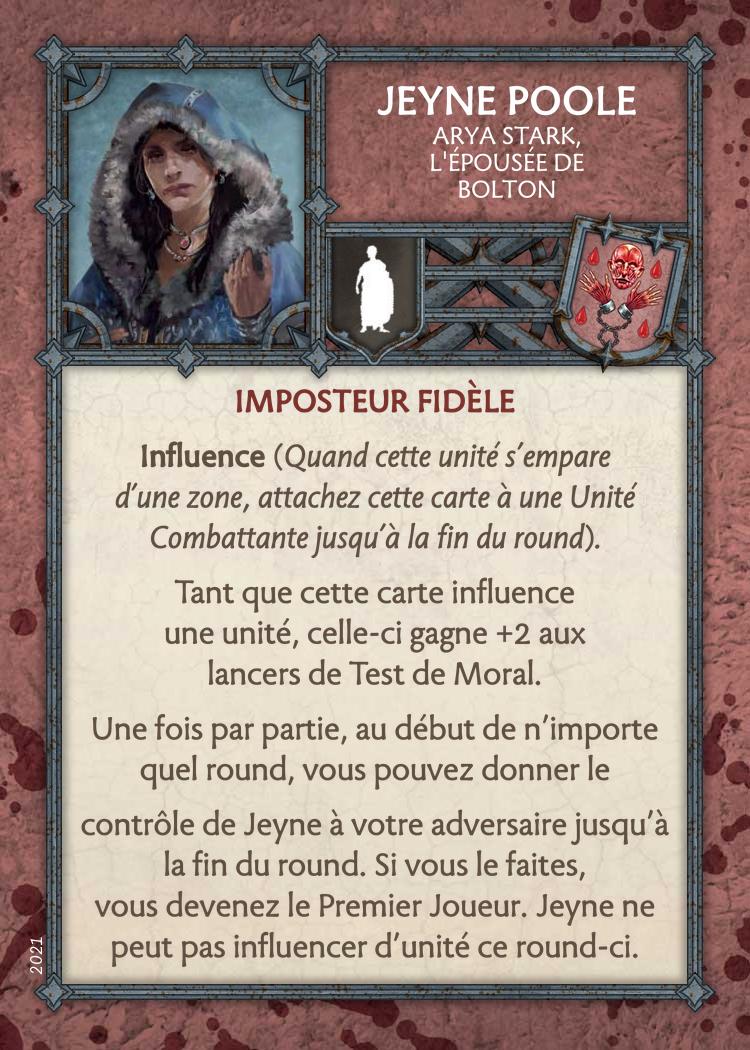 JEYNE POOLE
ARYA STARK,
L'ÉPOUSÉE DE
BOLTON
IMPOSTEUR FIDÈLE
Influence (Quand cette unité s’empare
d’une zone, attachez cette carte à une Unité
Combattante jusqu’à la fin du round).
Tant que cette carte influence
une unité, celle-ci gagne +2 aux
lancers de Test de Moral.
Une fois par partie, au début de n’importe
quel round, vous pouvez donner le
contrôle de Jeyne à votre adversaire jusqu’à
la fin du round. Si vous le faites,
vous devenez le Premier Joueur. Jeyne ne
peut pas influencer d’unité ce round-ci.
2021